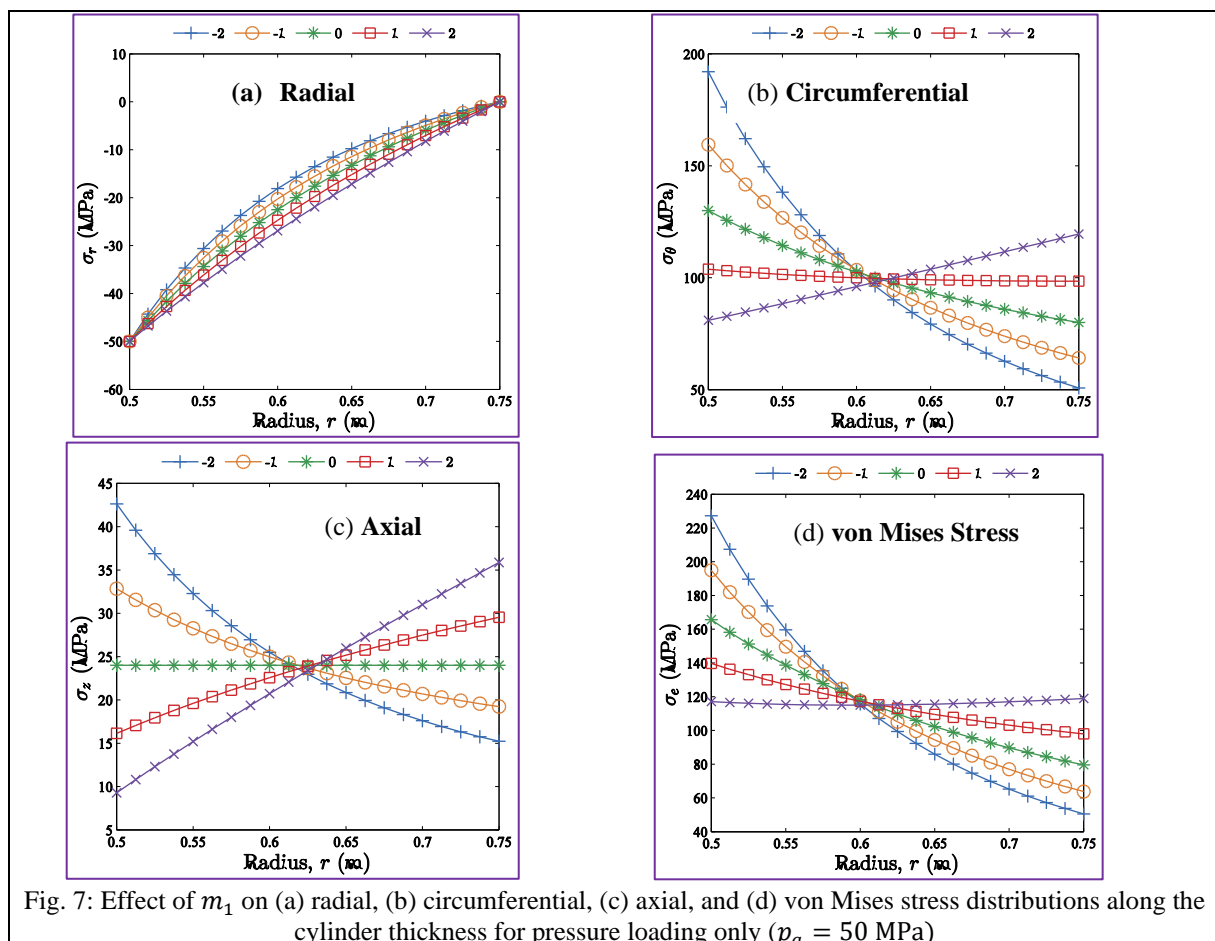 -2 -1 0 1 2
(a) Radial
10
0
-10
-20
-30
-40
-50
-60
σr (MPa)
0.5 0.55 0.6 0.65 0.7 0.75
Radius, r (m)
-2 -1 0 1 2
(b) Circumferential
200
150
100
50
σθ (MPa)
0.5 0.55 0.6 0.65 0.7 0.75
Radius, r (m)
-2 -1 0 1 2
(c) Axial
45
40
35
30
25
20
15
10
5
σz (MPa)
0.5 0.55 0.6 0.65 0.7 0.75
Radius, r (m)
-2 -1 0 1 2
(d) von Mises Stress
240
220
200
180
160
140
120
100
80
60
40
σe (MPa)
0.5 0.55 0.6 0.65 0.7 0.75
Radius, r (m)
Fig. 7: Effect of m₁ on (a) radial, (b) circumferential, (c) axial, and (d) von Mises stress distributions along the
cylinder thickness for pressure loading only (pa = 50 MPa)